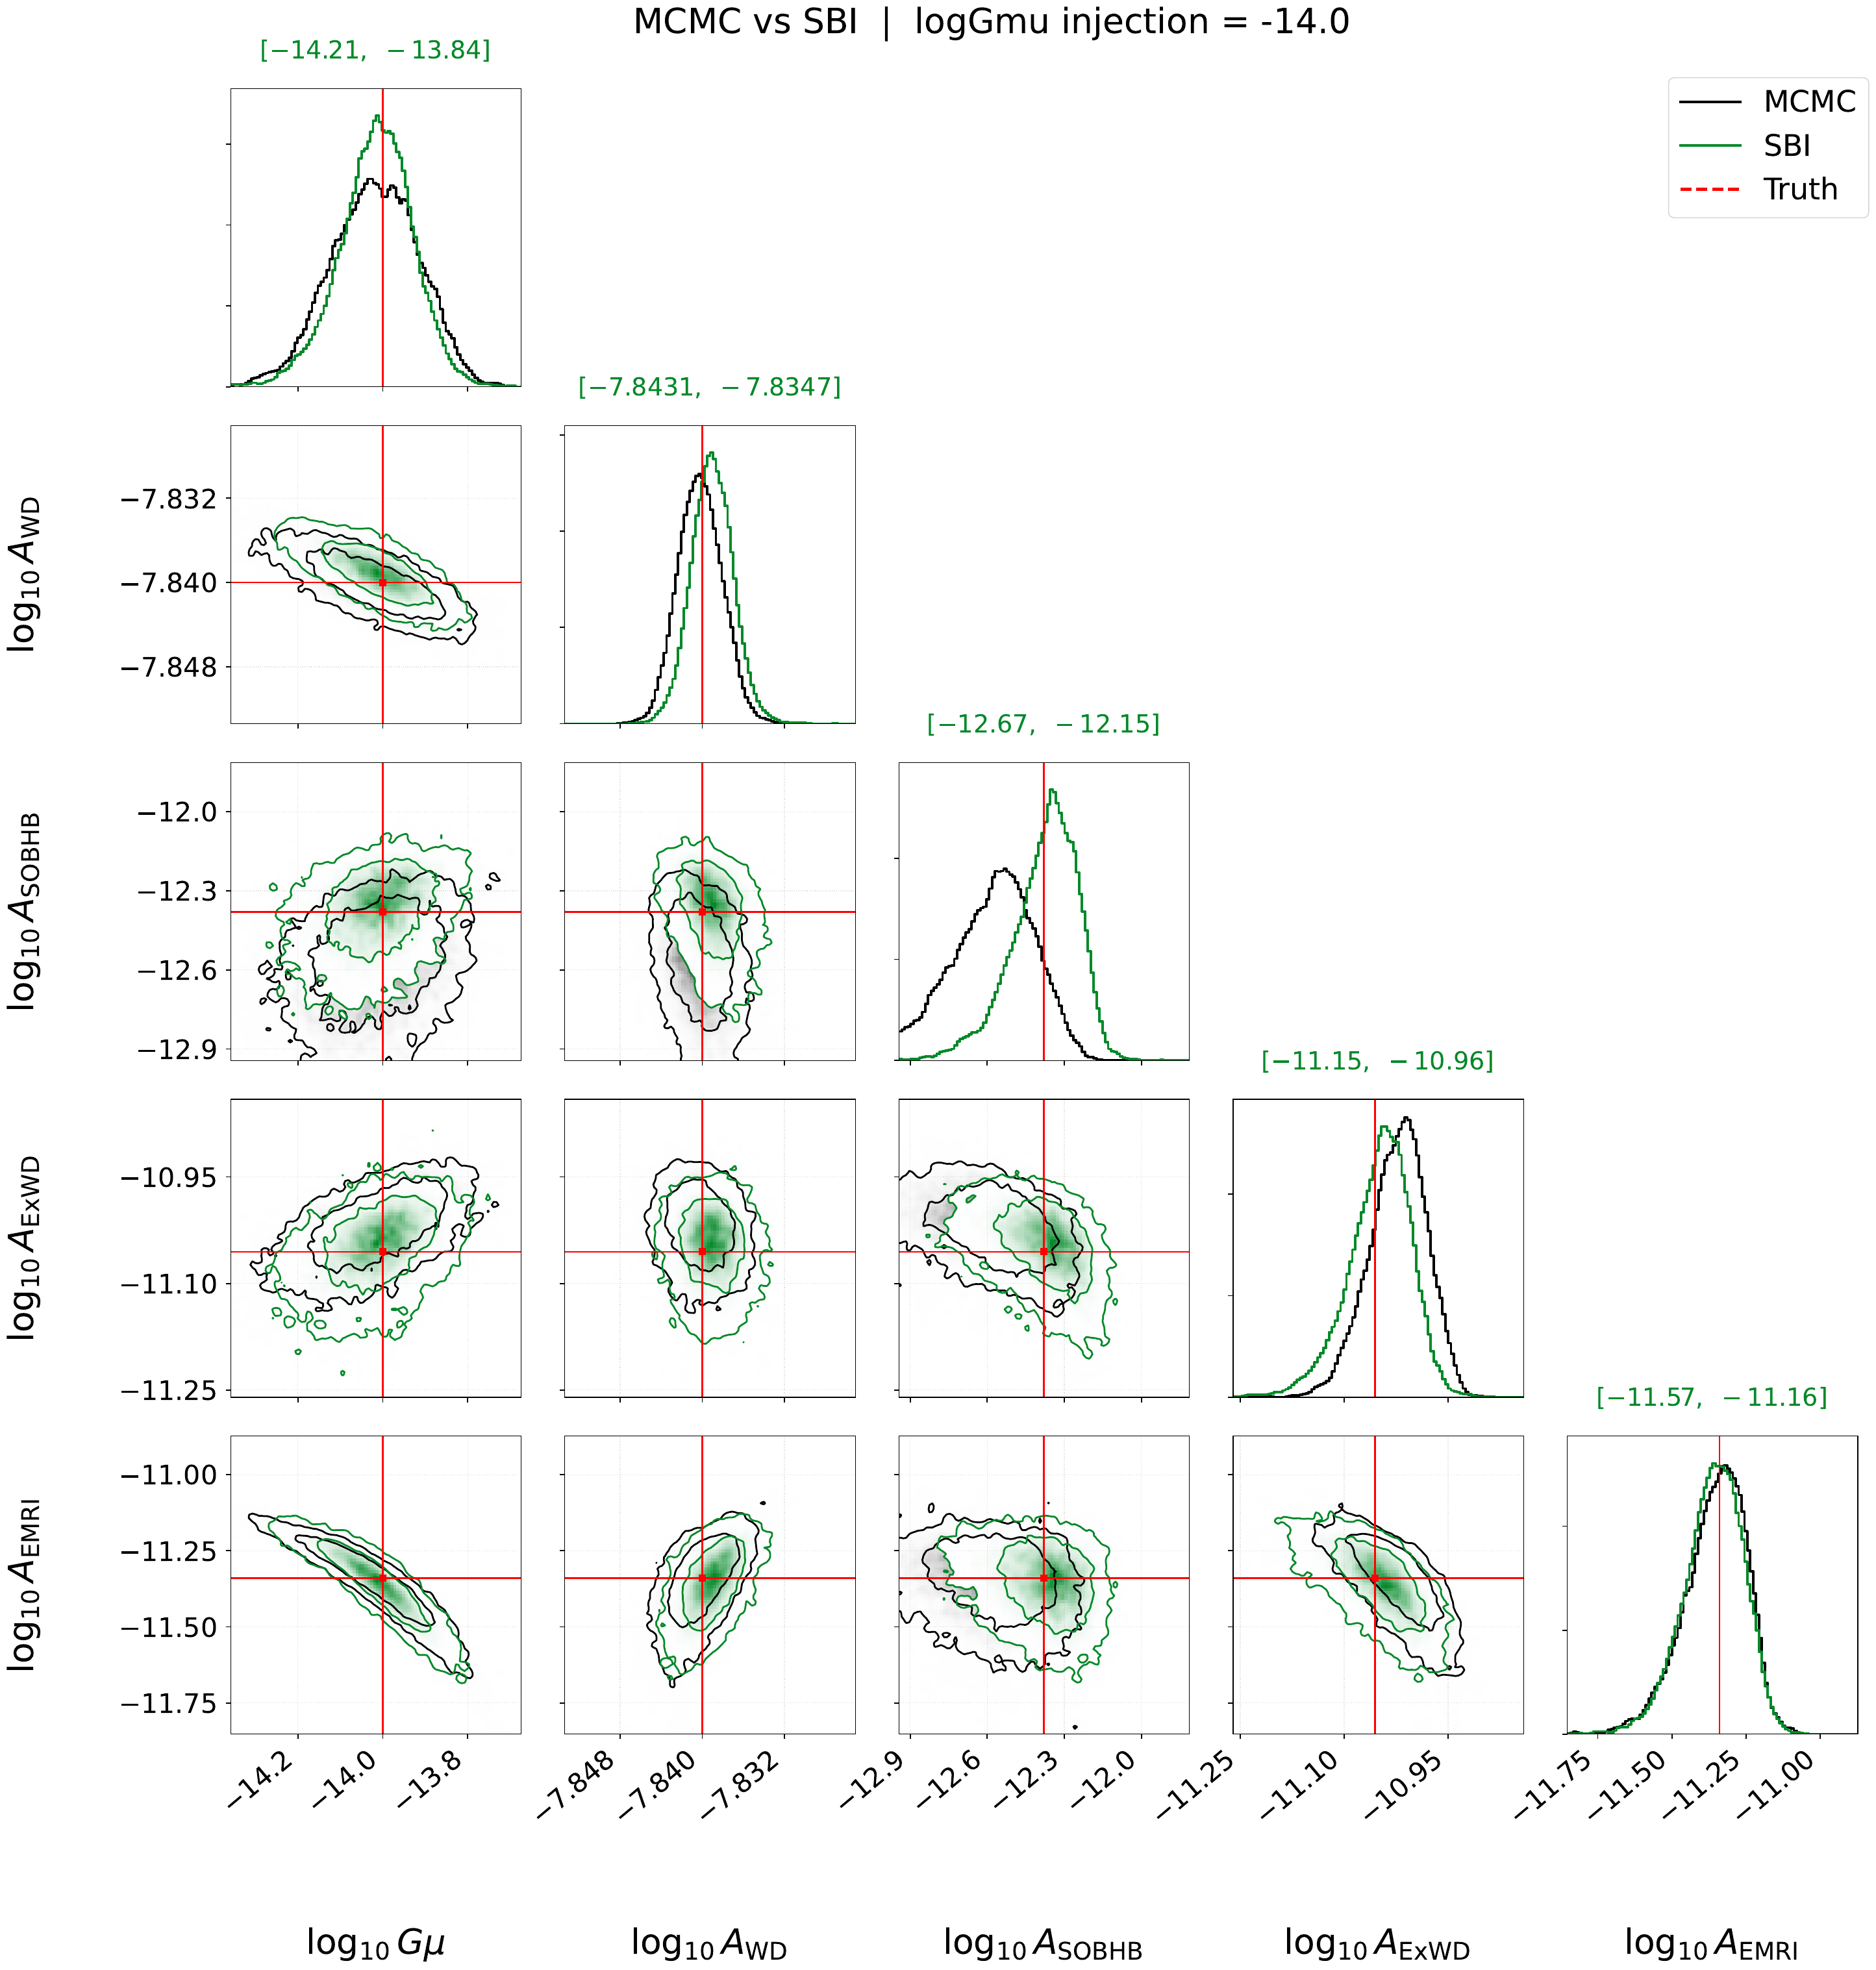 MCMC vs SBI | logGmu injection = -14.0
[−14.21, −13.84]
MCMC
SBI
Truth
[−7.8431, −7.8347]
log₁₀ A_WD
−7.832
−7.840
−7.848
[−12.67, −12.15]
log₁₀ A_SOBHB
−12.0
−12.3
−12.6
−12.9
[−11.15, −10.96]
log₁₀ A_ExWD
−10.95
−11.10
−11.25
[−11.57, −11.16]
log₁₀ A_EMRI
−11.00
−11.25
−11.50
−11.75
−14.2 −14.0 −13.8 −7.848 −7.840 −7.832 −12.9 −12.6 −12.3 −12.0 −11.25 −11.10 −10.95 −11.75 −11.50 −11.25 −11.00
log₁₀ Gμ log₁₀ A_WD log₁₀ A_SOBHB log₁₀ A_ExWD log₁₀ A_EMRI